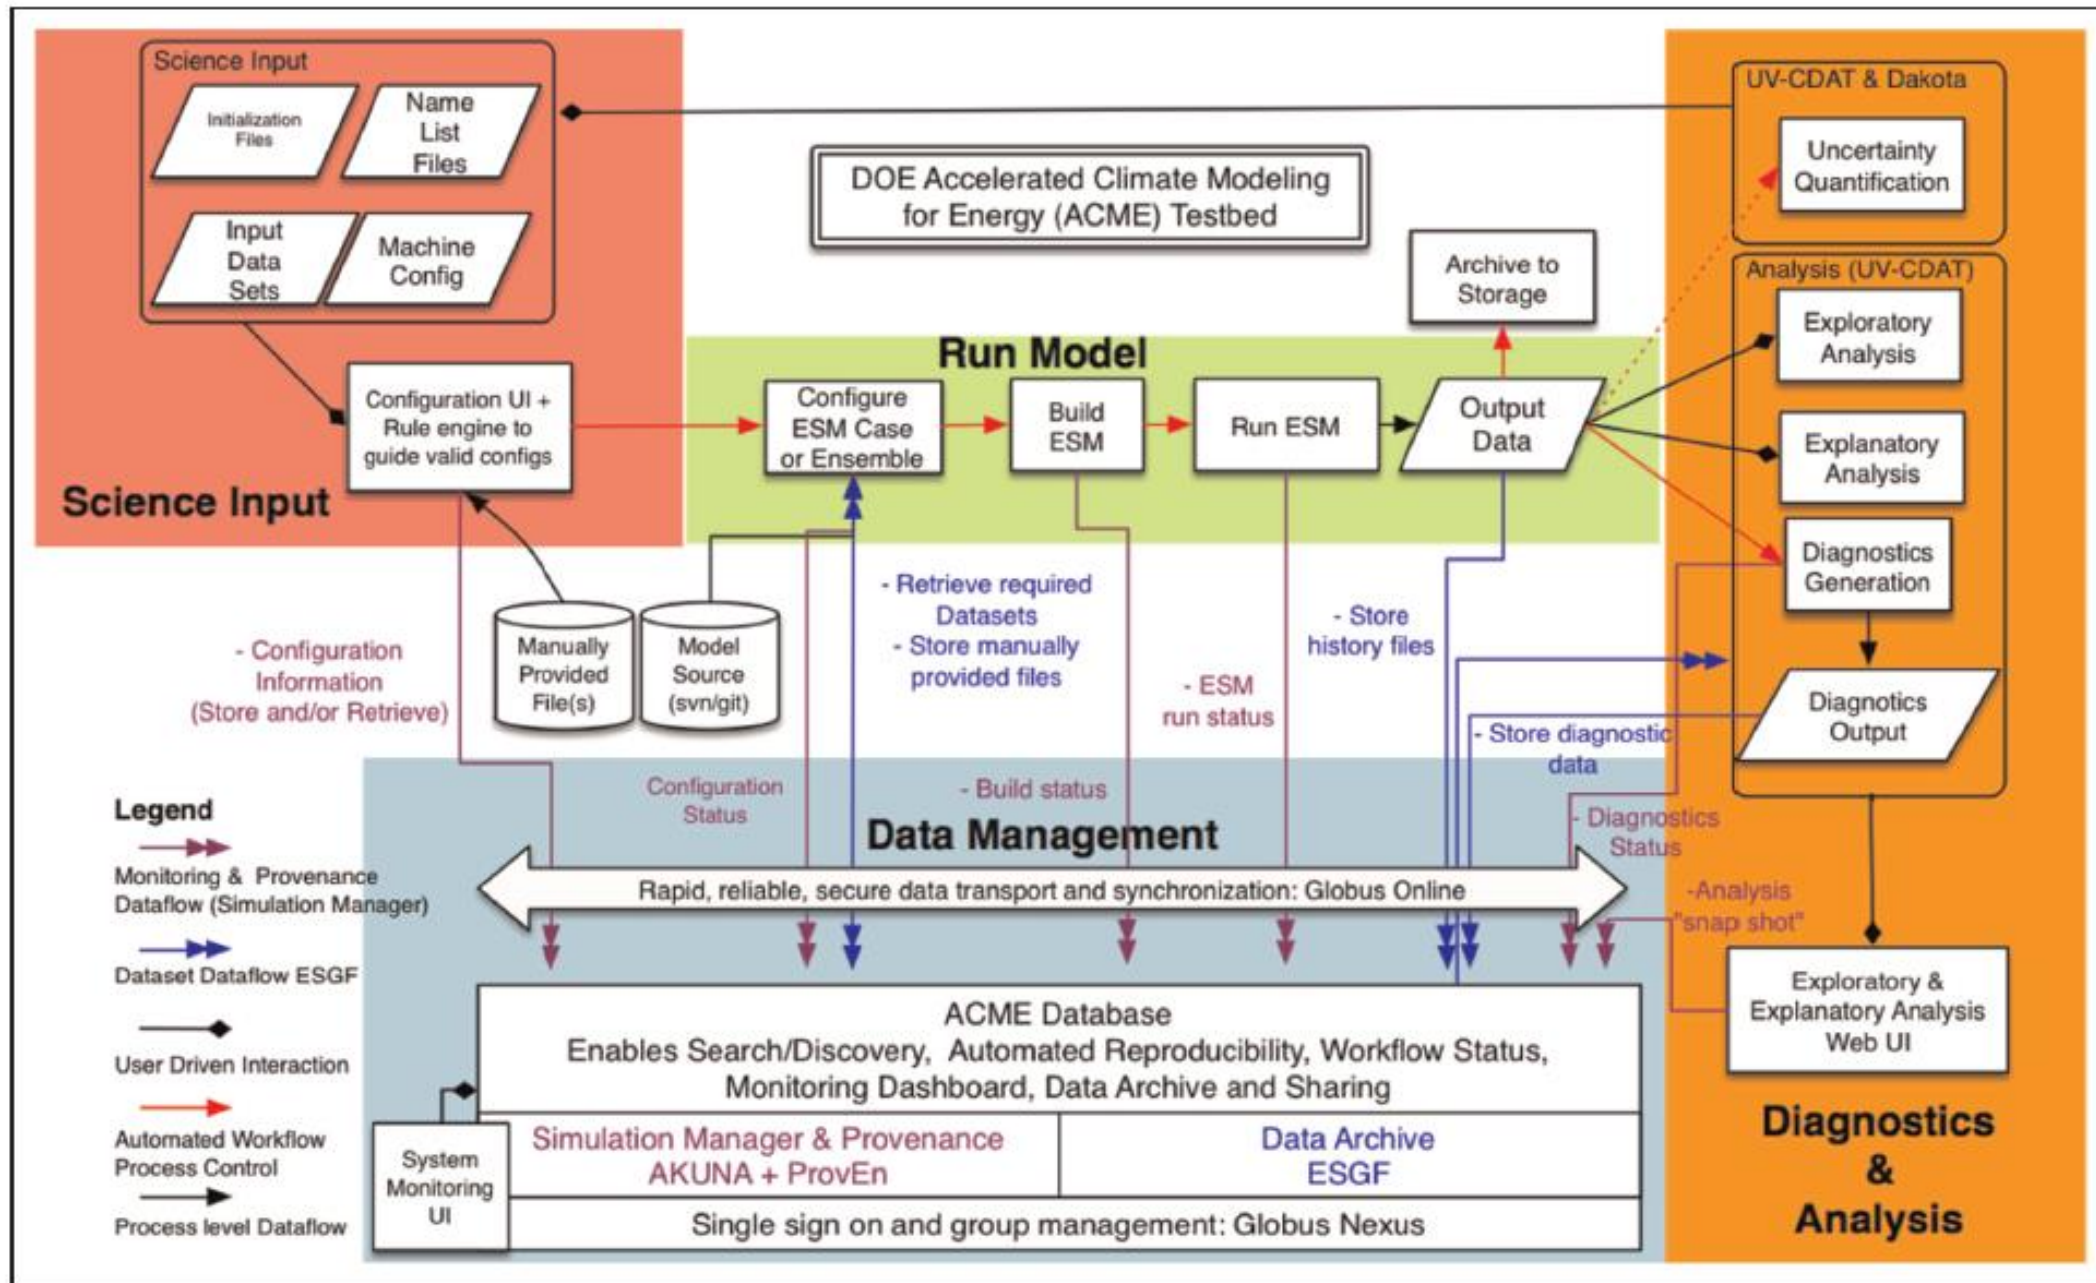 Science Input
Initialization
Files
Name
List
Files
Input
Data
Sets
Machine
Config
Configuration UI +
Rule engine to
guide valid configs
Science Input
DOE Accelerated Climate Modeling
for Energy (ACME) Testbed
Archive to
Storage
Run Model
Configure
ESM Case
or Ensemble
Build
ESM
Run ESM
Output
Data
UV-CDAT & Dakota
Uncertainty
Quantification
Analysis (UV-CDAT)
Exploratory
Analysis
Explanatory
Analysis
Diagnostics
Generation
Diagnotics
Output
Manually
Provided
File(s)
Model
Source
(svn/git)
- Configuration
Information
(Store and/or Retrieve)
- Retrieve required
Datasets
- Store manually
provided files
- ESM
run status
- Store
history files
- Store diagnostic
data
Configuration
Status
- Build status
- Diagnostics
Status
-Analysis
"snap shot"
Data Management
Rapid, reliable, secure data transport and synchronization: Globus Online
ACME Database
Enables Search/Discovery, Automated Reproducibility, Workflow Status,
Monitoring Dashboard, Data Archive and Sharing
Simulation Manager & Provenance
AKUNA + ProvEn
Data Archive
ESGF
Single sign on and group management: Globus Nexus
System
Monitoring
UI
Exploratory &
Explanatory Analysis
Web UI
Diagnostics
&
Analysis
Legend
Monitoring & Provenance
Dataflow (Simulation Manager)
Dataset Dataflow ESGF
User Driven Interaction
Automated Workflow
Process Control
Process level Dataflow